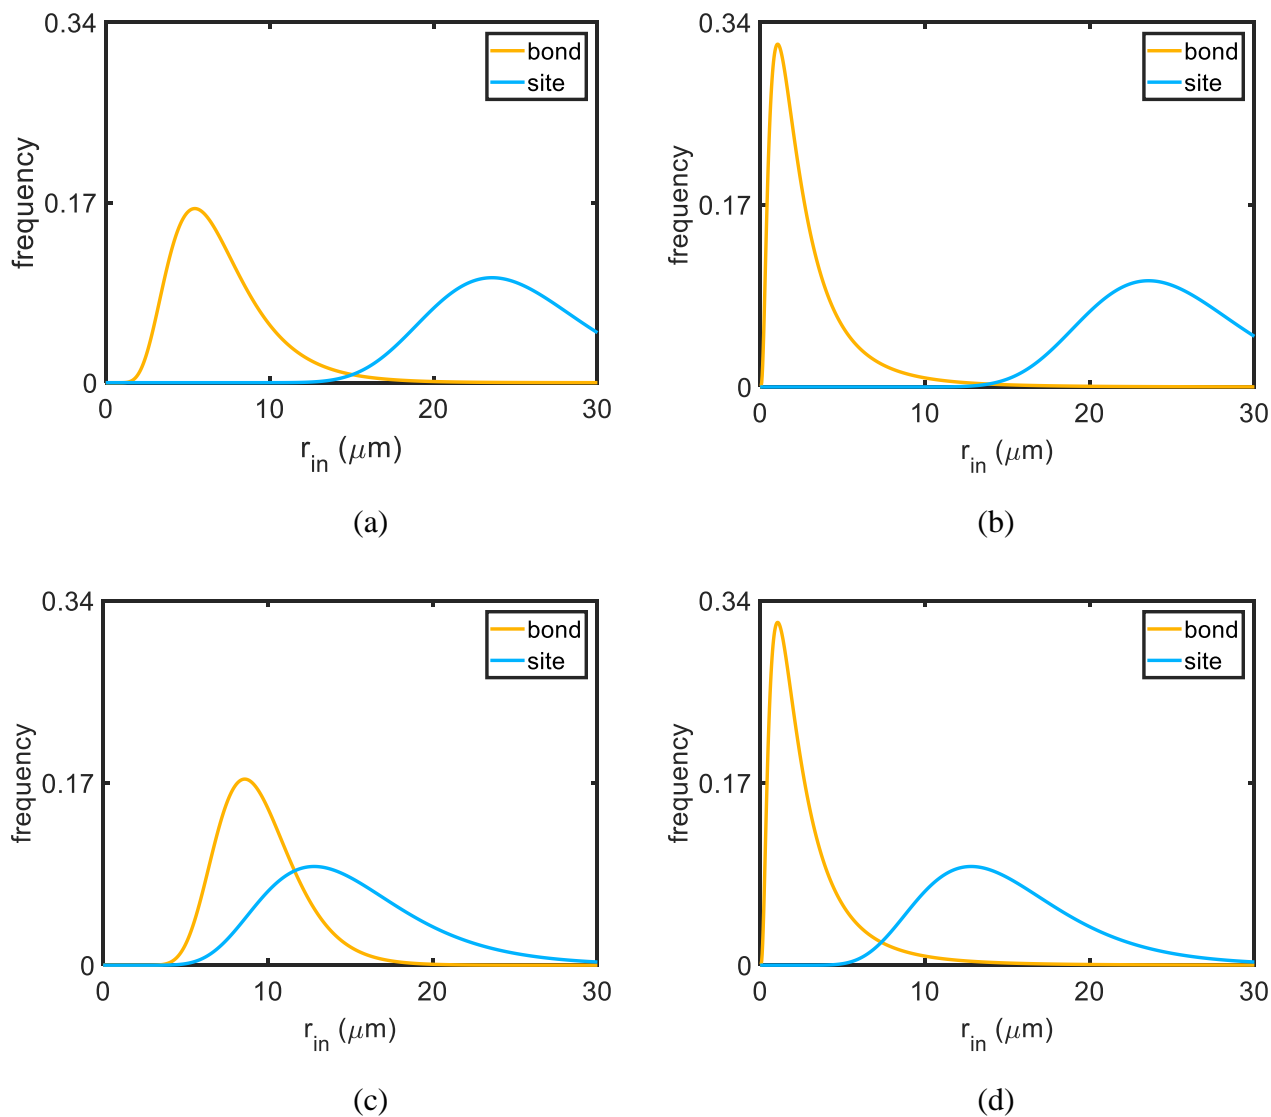 0.34
bond
site
frequency
0.17
0
0
10
20
30
r_in (μm)
(a)
0.34
bond
site
frequency
0.17
0
0
10
20
30
r_in (μm)
(b)
0.34
bond
site
frequency
0.17
0
0
10
20
30
r_in (μm)
(c)
0.34
bond
site
frequency
0.17
0
0
10
20
30
r_in (μm)
(d)